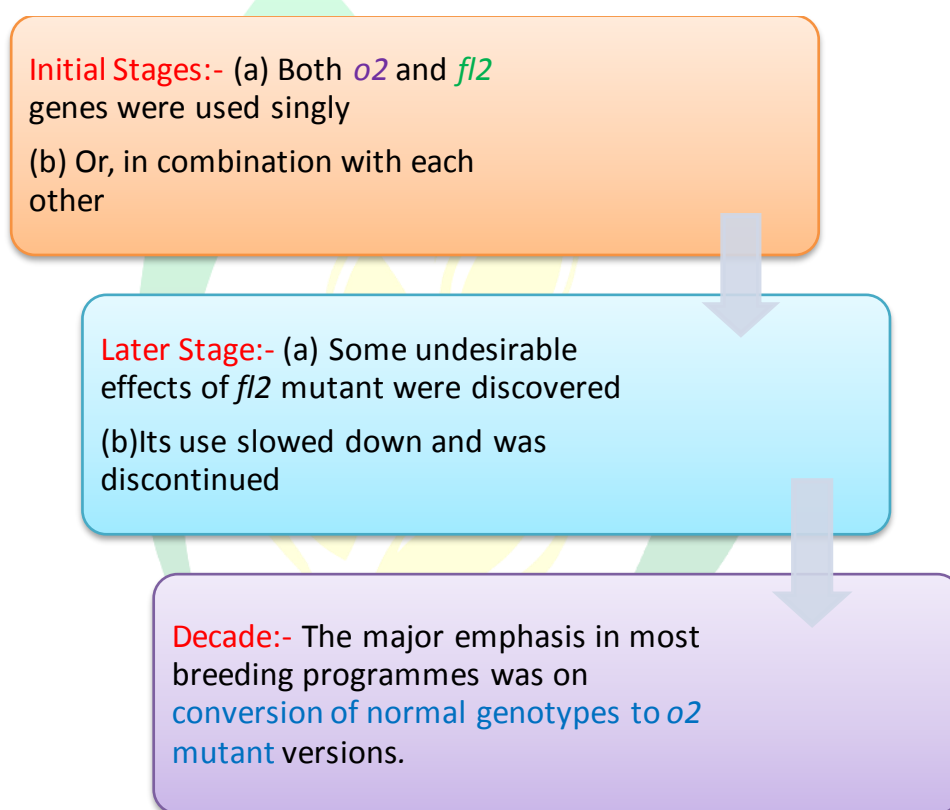 Initial Stages:- (a) Both o2 and fl2
genes were used singly
(b) Or, in combination with each
other
Later Stage:- (a) Some undesirable
effects of fl2 mutant were discovered
(b)Its use slowed down and was
discontinued
Decade:- The major emphasis in most
breeding programmes was on
conversion of normal genotypes to o2
mutant versions.